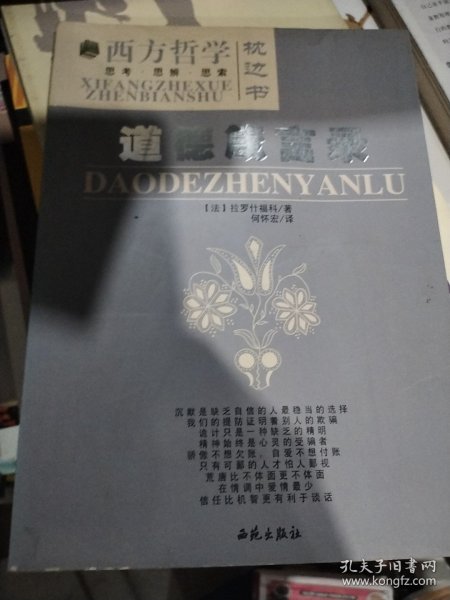 西方哲学
思考·思辨·思索
XIFANGZHEXUE
ZHENBIANSHU
枕边书
道德箴言录
DAODEZHENYANLU
[法]拉罗什福科/著
何怀宏/译
沉默是缺乏自信的人最稳当的选择
我们的提防证明着别人的欺骗
诡计只是一种缺乏的精明
精神始终是心灵的受骗者
骄傲不想欠账,自爱不想付账
只有可鄙的人才怕人鄙视
荒唐比不体面更不体面
在情调中爱情最少
信任比机智更有利于谈话
西苑出版社
孔夫子旧书网
www.kongfz.com